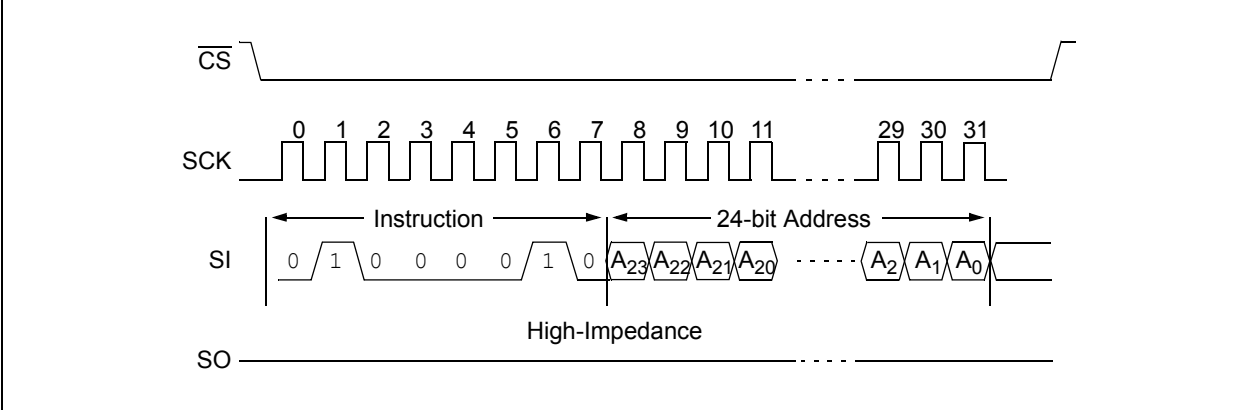 CS
0 1 2 3 4 5 6 7 8 9 10 11 29 30 31
SCK
Instruction 24-bit Address
SI 0 1 0 0 0 0 1 0 A23 A22 A21 A20 A2 A1 A0
High-Impedance
SO